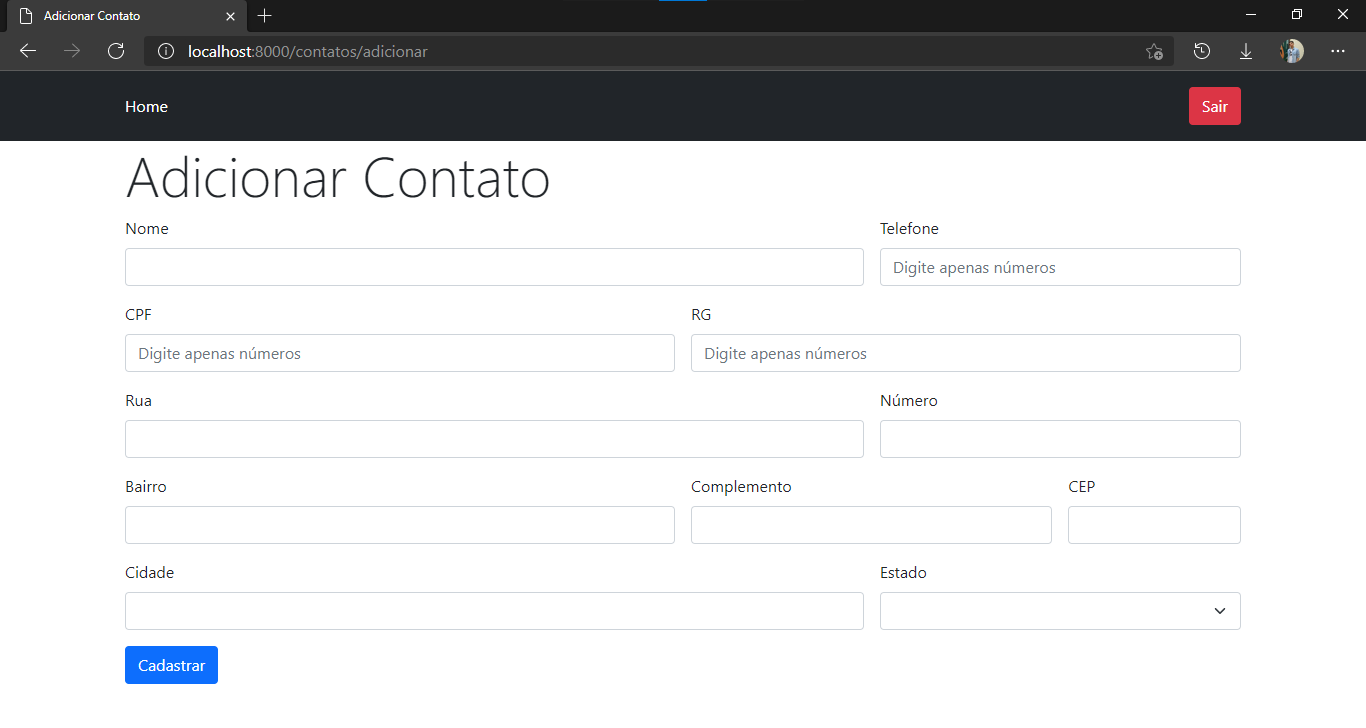 Adicionar Contato
localhost:8000/contatos/adicionar
Home Sair
Adicionar Contato
Nome Telefone
Digite apenas números
CPF RG
Digite apenas números Digite apenas números
Rua Número
Bairro Complemento CEP
Cidade Estado
Cadastrar